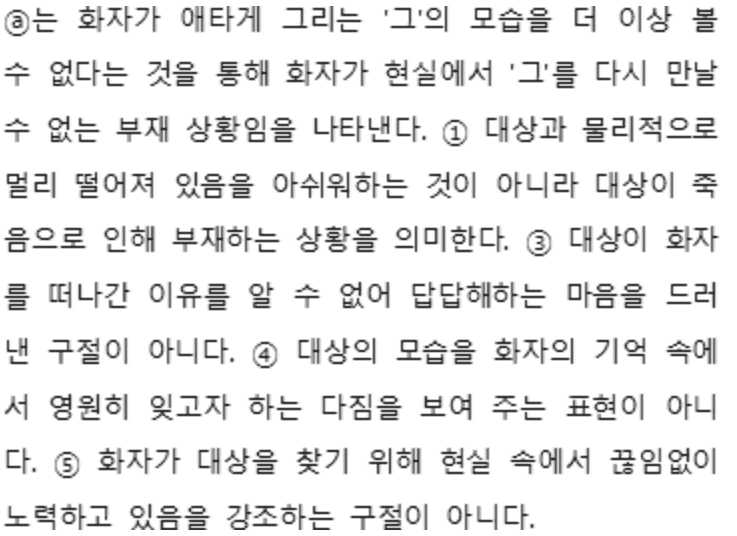 ⓐ는 화자가 애타게 그리는 '그'의 모습을 더 이상 볼
수 없다는 것을 통해 화자가 현실에서 '그'를 다시 만날
수 없는 부재 상황임을 나타낸다. ① 대상과 물리적으로
멀리 떨어져 있음을 아쉬워하는 것이 아니라 대상이 죽
음으로 인해 부재하는 상황을 의미한다. ③ 대상이 화자
를 떠나간 이유를 알 수 없어 답답해하는 마음을 드러
낸 구절이 아니다. ④ 대상의 모습을 화자의 기억 속에
서 영원히 잊고자 하는 다짐을 보여 주는 표현이 아니
다. ⑤ 화자가 대상을 찾기 위해 현실 속에서 끊임없이
노력하고 있음을 강조하는 구절이 아니다.